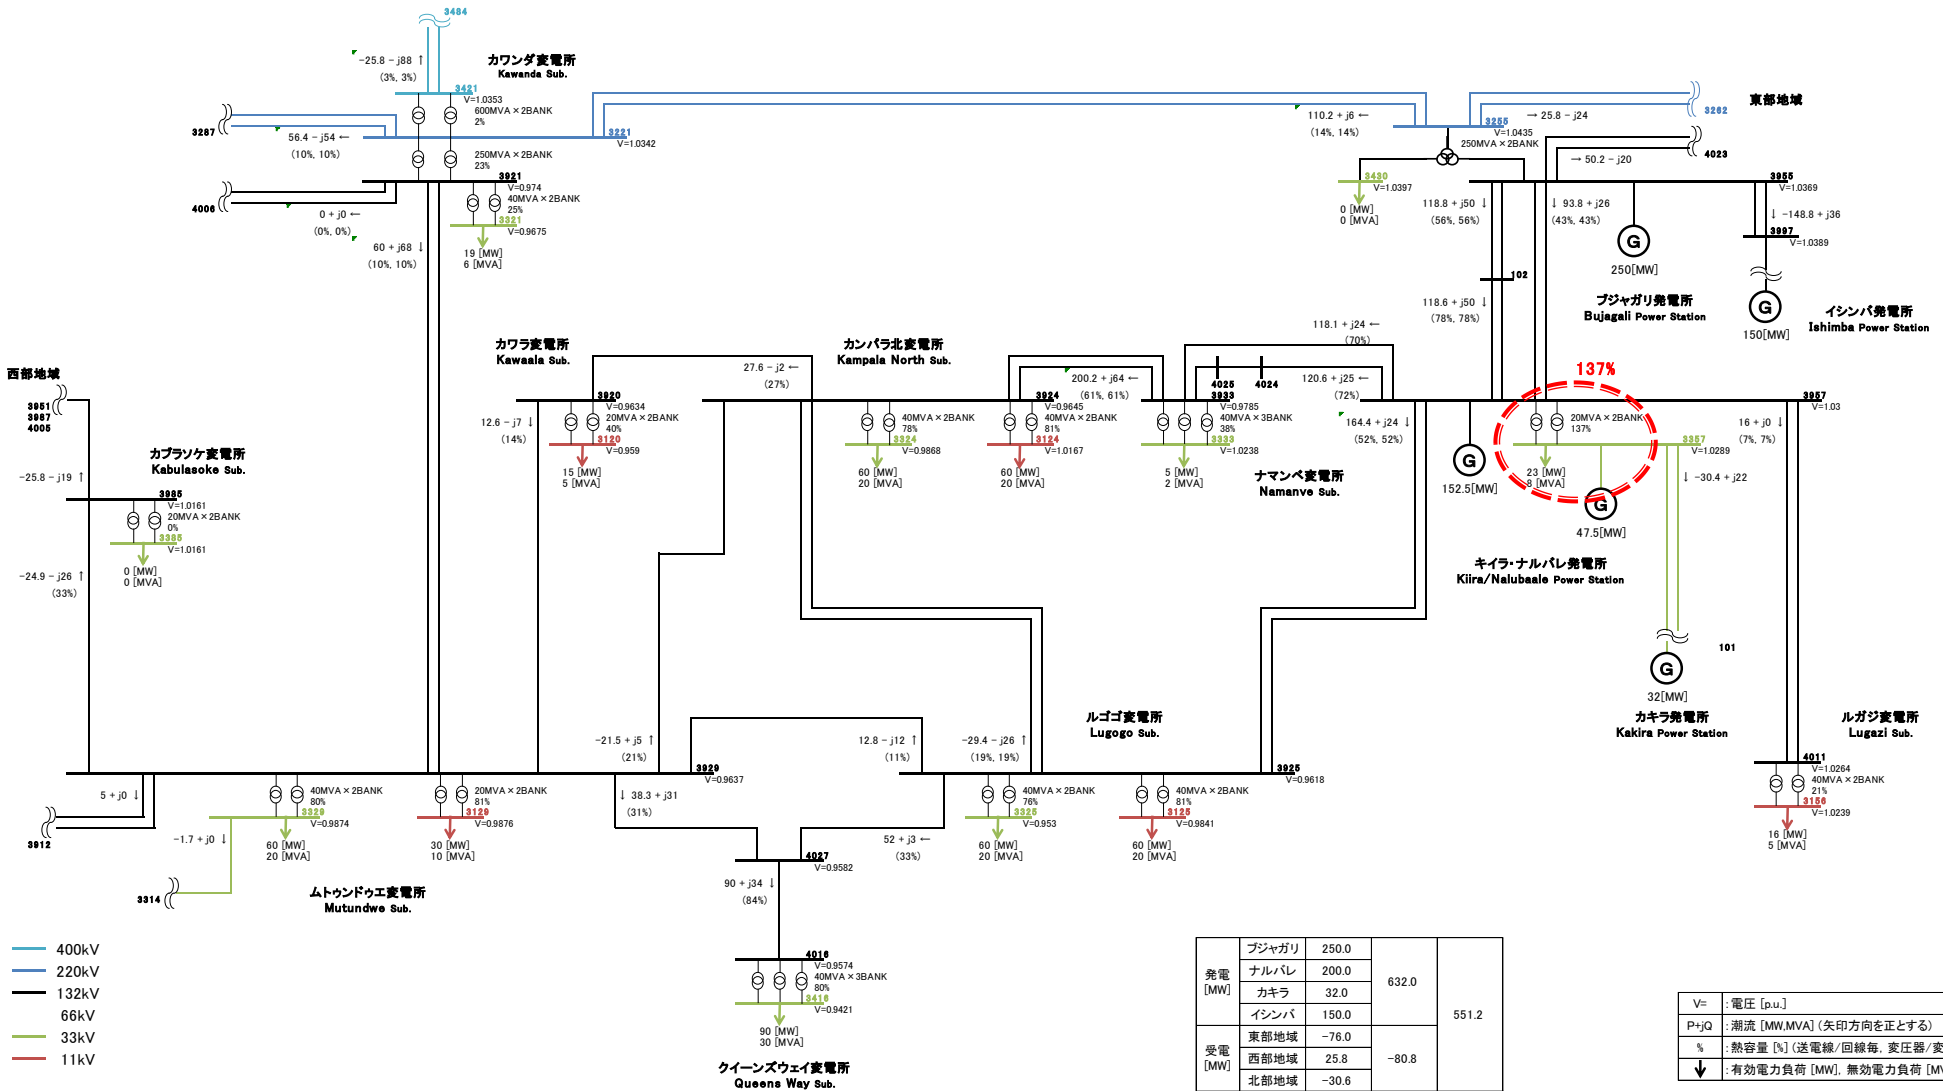 3484
-25.8 - j88 ↑
(3%, 3%)
カワンダ変電所
Kawanda Sub.
3421
V=1.0353
600MVA×2BANK
2%
3287
56.4 - j54 ←
(10%, 10%)
3221
V=1.0342
250MVA×2BANK
23%
3921
V=0.974
40MVA×2BANK
25%
4006
0 + j0 ←
(0%, 0%)
3321
V=0.9675
60 + j68 ↓
(10%, 10%)
19 [MW]
6 [MVA]
110.2 + j6 ←
(14%, 14%)
→ 25.8 - j24
3255
V=1.0435
250MVA×2BANK
3262
東部地域
4023
→ 50.2 - j20
3430
V=1.0397
0 [MW]
0 [MVA]
3955
V=1.0369
118.8 + j50 ↓
(56%, 56%)
↓ 93.8 + j26
(43%, 43%)
↓ -148.8 + j36
3997
V=1.0389
G
250[MW]
102
118.6 + j50 ↓
(78%, 78%)
ブジャガリ発電所
Bujagali Power Station
G
150[MW]
イシンバ発電所
Ishimba Power Station
西部地域
3951
3987
4005
カワラ変電所
Kawaala Sub.
カンパラ北変電所
Kampala North Sub.
118.1 + j24 ←
(70%)
27.6 - j2 ←
(27%)
200.2 + j64 ←
(61%, 61%)
4025
4024
120.6 + j25 ←
(72%)
137%
3920
V=0.9634
20MVA×2BANK
40%
12.6 - j7 ↓
(14%)
3120
V=0.959
15 [MW]
5 [MVA]
3924
V=0.9645
40MVA×2BANK
78%
3324
V=0.9868
60 [MW]
20 [MVA]
40MVA×2BANK
81%
3124
V=1.0167
60 [MW]
20 [MVA]
3933
V=0.9785
40MVA×3BANK
38%
3333
V=1.0238
5 [MW]
2 [MVA]
ナマンベ変電所
Namanve Sub.
164.4 + j24 ↓
(52%, 52%)
3957
V=1.03
20MVA×2BANK
137%
16 + j0 ↓
(7%, 7%)
3357
V=1.0289
G
152.5[MW]
23 [MW]
8 [MVA]
G
47.5[MW]
↓ -30.4 + j22
キイラ・ナルバレ発電所
Kiira/Nalubaale Power Station
カブラソケ変電所
Kabulasoke Sub.
-25.8 - j19 ↑
3985
V=1.0161
20MVA×2BANK
0%
3385
V=1.0161
0 [MW]
0 [MVA]
-24.9 - j26 ↑
(33%)
101
G
32[MW]
カキラ発電所
Kakira Power Station
ルガジ変電所
Lugazi Sub.
-21.5 + j5 ↑
(21%)
12.8 - j12 ↑
(11%)
-29.4 - j26 ↑
(19%, 19%)
ルゴゴ変電所
Lugogo Sub.
3929
V=0.9637
3925
V=0.9618
4011
V=1.0264
40MVA×2BANK
21%
3156
V=1.0239
16 [MW]
5 [MVA]
5 + j0 ↓
3912
40MVA×2BANK
80%
3329
V=0.9874
60 [MW]
20 [MVA]
20MVA×2BANK
81%
3129
V=0.9876
30 [MW]
10 [MVA]
↓ 38.3 + j31
(31%)
-1.7 + j0 ↓
3314
ムトゥンドゥエ変電所
Mutundwe Sub.
40MVA×2BANK
76%
3325
V=0.953
60 [MW]
20 [MVA]
40MVA×2BANK
81%
3125
V=0.9841
60 [MW]
20 [MVA]
52 + j3 ←
(33%)
4027
V=0.9582
90 + j34 ↓
(84%)
4016
V=0.9574
40MVA×3BANK
80%
3416
V=0.9421
90 [MW]
30 [MVA]
クイーンズウェイ変電所
Queens Way Sub.
400kV
220kV
132kV
66kV
33kV
11kV
発電 [MW]
ブジャガリ 250.0
ナルバレ 200.0
カキラ 32.0
イシンバ 150.0
632.0
受電 [MW]
東部地域 -76.0
西部地域 25.8
北部地域 -30.6
-80.8
551.2
V= :電圧 [p.u.]
P+jQ :潮流 [MW,MVA] (矢印方向を正とする)
% :熱容量 [%] (送電線/回線毎, 変圧器/変
↓ :有効電力負荷 [MW], 無効電力負荷 [MV